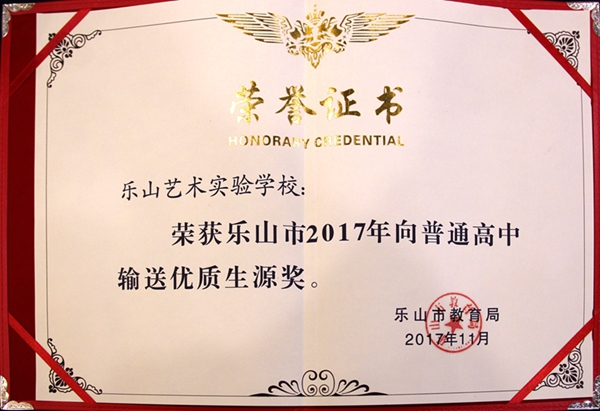 荣誉证书
HONORARY CREDENTIAL
乐山艺术实验学校:
荣获乐山市2017年向普通高中
输送优质生源奖。
乐山市教育局
2017年11月